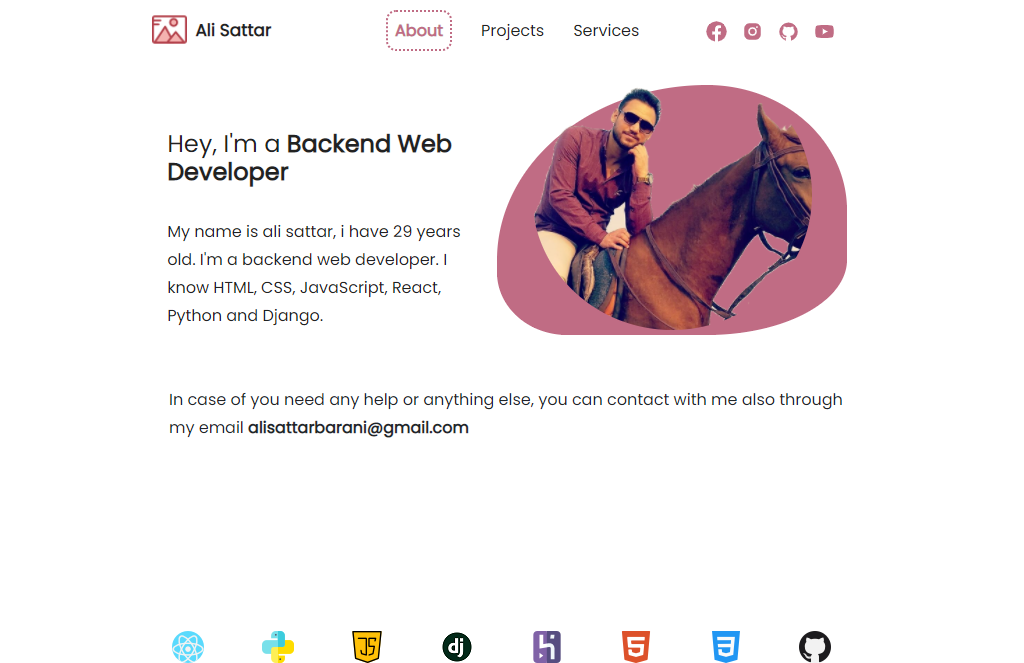 Ali Sattar
About
Projects
Services
Hey, I'm a Backend Web
Developer
My name is ali sattar, i have 29 years
old. I'm a backend web developer. I
know HTML, CSS, JavaScript, React,
Python and Django.
In case of you need any help or anything else, you can contact with me also through
my email alisattarbarani@gmail.com
JS
dj
5
3